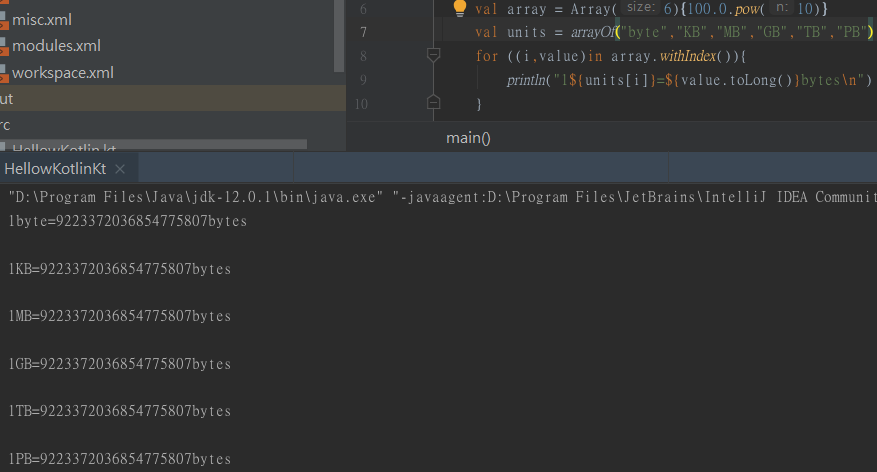 misc.xml
modules.xml
workspace.xml
ut
rc
HellowKotlin.kt
6 val array = Array( size: 6){100.0.pow( n: 10)}
7 val units = arrayOf("byte","KB","MB","GB","TB","PB")
8 for ((i,value)in array.withIndex()){
9 println("1${units[i]}=${value.toLong()}bytes\n")
10 }
main()
HellowKotlinKt ×
"D:\Program Files\Java\jdk-12.0.1\bin\java.exe" "-javaagent:D:\Program Files\JetBrains\IntelliJ IDEA Communit
1byte=9223372036854775807bytes
1KB=9223372036854775807bytes
1MB=9223372036854775807bytes
1GB=9223372036854775807bytes
1TB=9223372036854775807bytes
1PB=9223372036854775807bytes